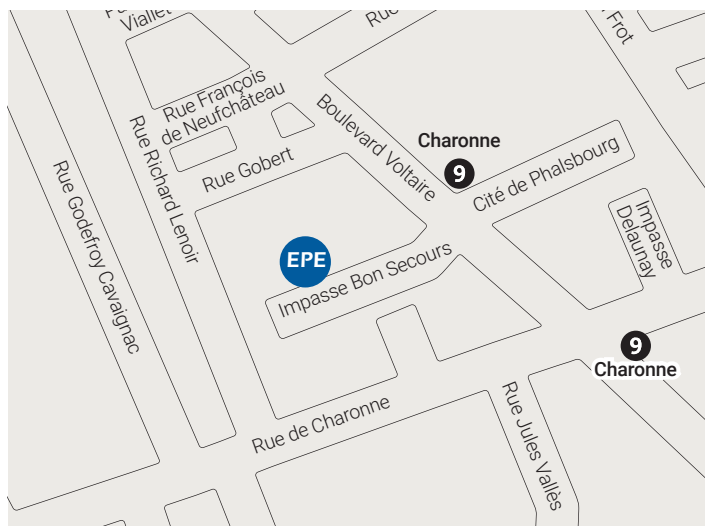 Viallet
Rue
Frot
Rue François
de Neufchâteau
Boulevard Voltaire
Charonne
9
Cité de Phalsbourg
Rue Richard Lenoir
Rue Gobert
Rue Godefroy Cavaignac
Impasse
Delaunay
EPE
Impasse Bon Secours
9
Charonne
Rue de Charonne
Rue Jules Vallès